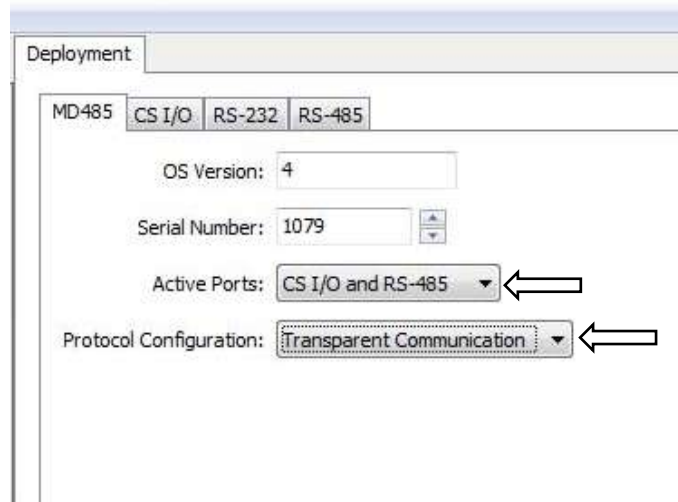 Deployment
MD485 CS I/O RS-232 RS-485
OS Version: 4
Serial Number: 1079
Active Ports: CS I/O and RS-485
Protocol Configuration: Transparent Communication